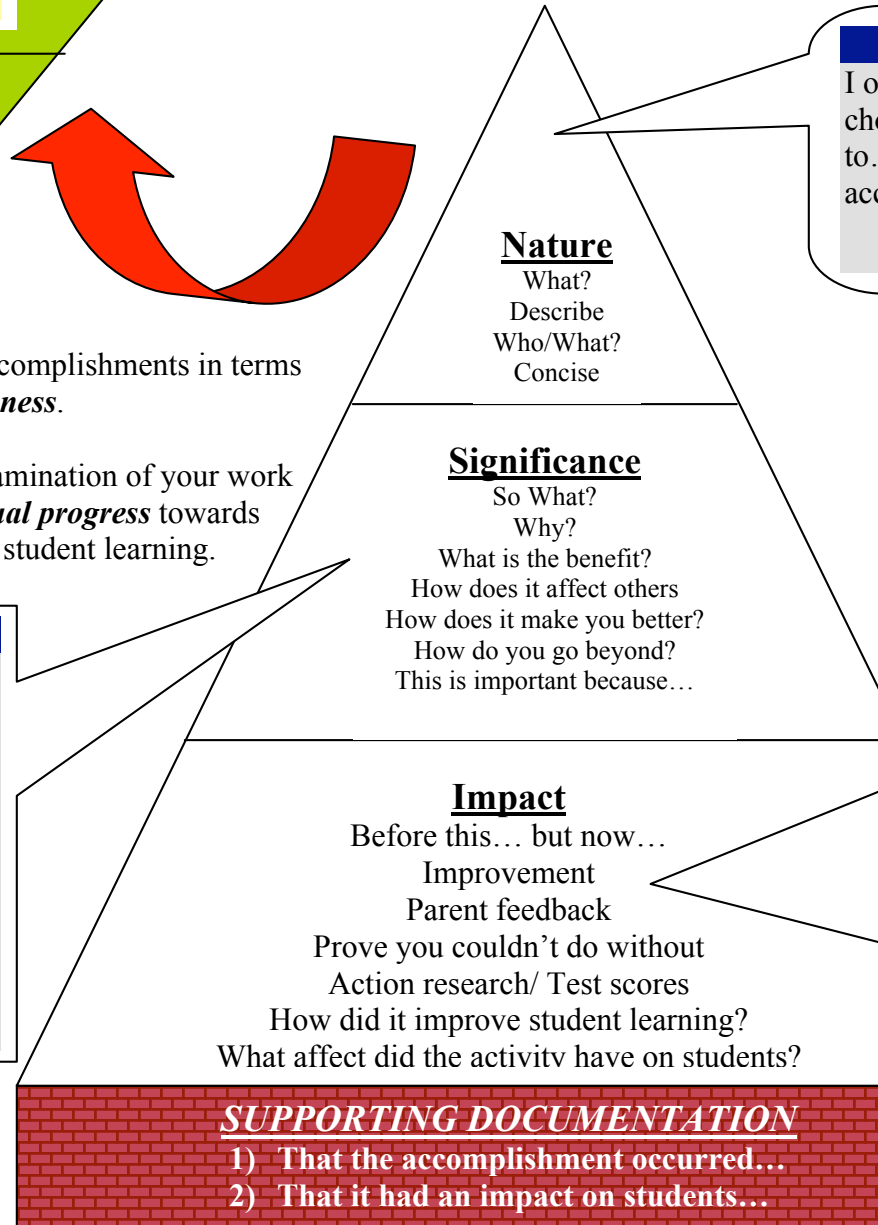 I o
cho
to…
acc
Nature
What?
Describe
Who/What?
Concise
complishments in terms
ness.
amination of your work
ual progress towards
student learning.
Significance
So What?
Why?
What is the benefit?
How does it affect others
How does it make you better?
How do you go beyond?
This is important because…
Impact
Before this… but now…
Improvement
Parent feedback
Prove you couldn’t do without
Action research/ Test scores
How did it improve student learning?
What affect did the activity have on students?
SUPPORTING DOCUMENTATION
1) That the accomplishment occurred…
2) That it had an impact on students…